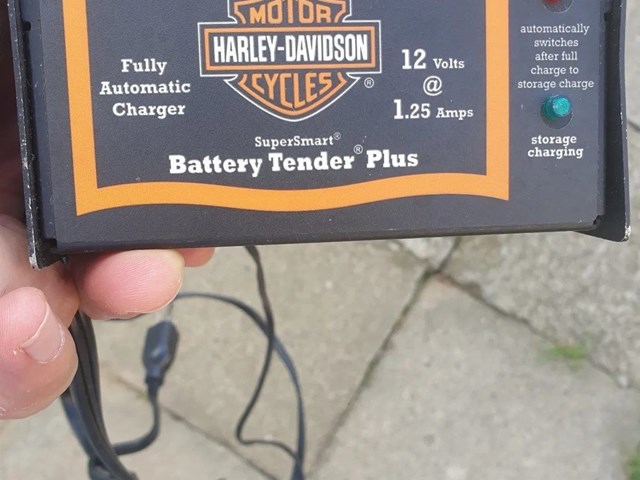 MOTOR
HARLEY-DAVIDSON
CYCLES
®
Fully
Automatic
Charger
12 Volts
@
1.25 Amps
SuperSmart®
Battery Tender® Plus
automatically
switches
after full
charge to
storage charge
storage
charging